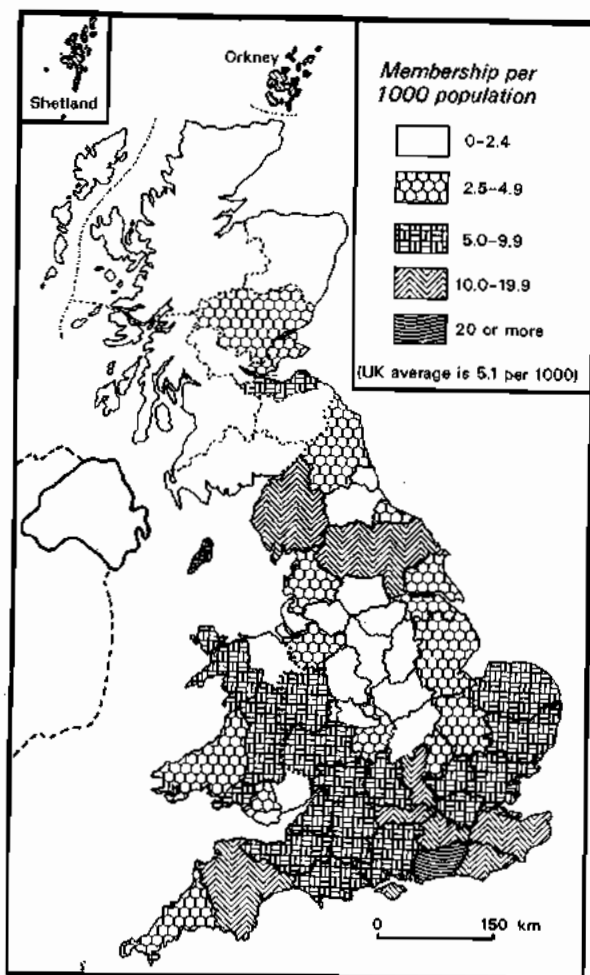 Orkney
Shetland
Membership per
1000 population
0–2.4
2.5–4.9
5.0–9.9
10.0–19.9
20 or more
(UK average is 5.1 per 1000)
0 150 km